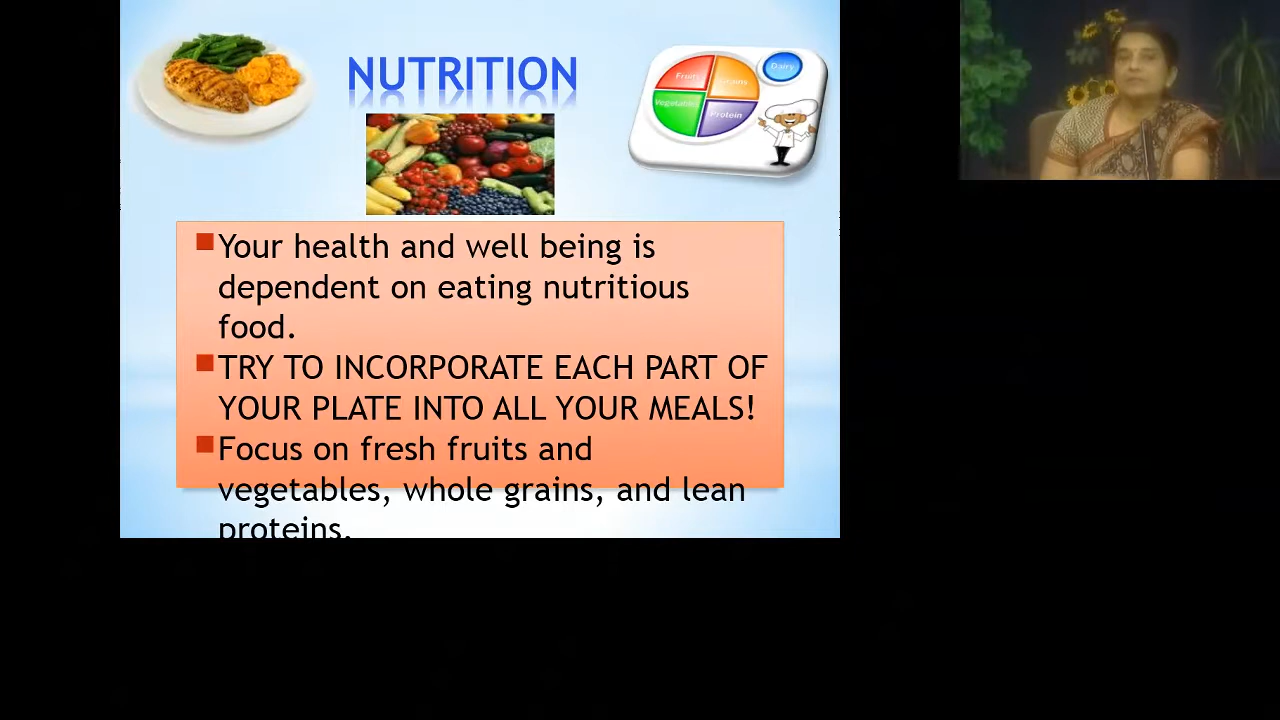 NUTRITION
Fruits
Grains
Dairy
Vegetables
Protein
Your health and well being is
dependent on eating nutritious
food.
TRY TO INCORPORATE EACH PART OF
YOUR PLATE INTO ALL YOUR MEALS!
Focus on fresh fruits and
vegetables, whole grains, and lean
proteins.